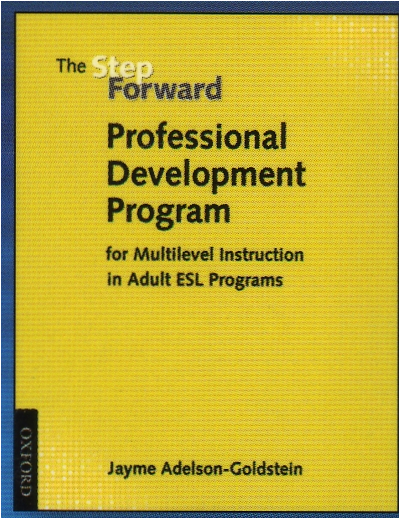 The Step
Forward
Professional
Development
Program
for Multilevel Instruction
in Adult ESL Programs
OXFORD
Jayme Adelson-Goldstein